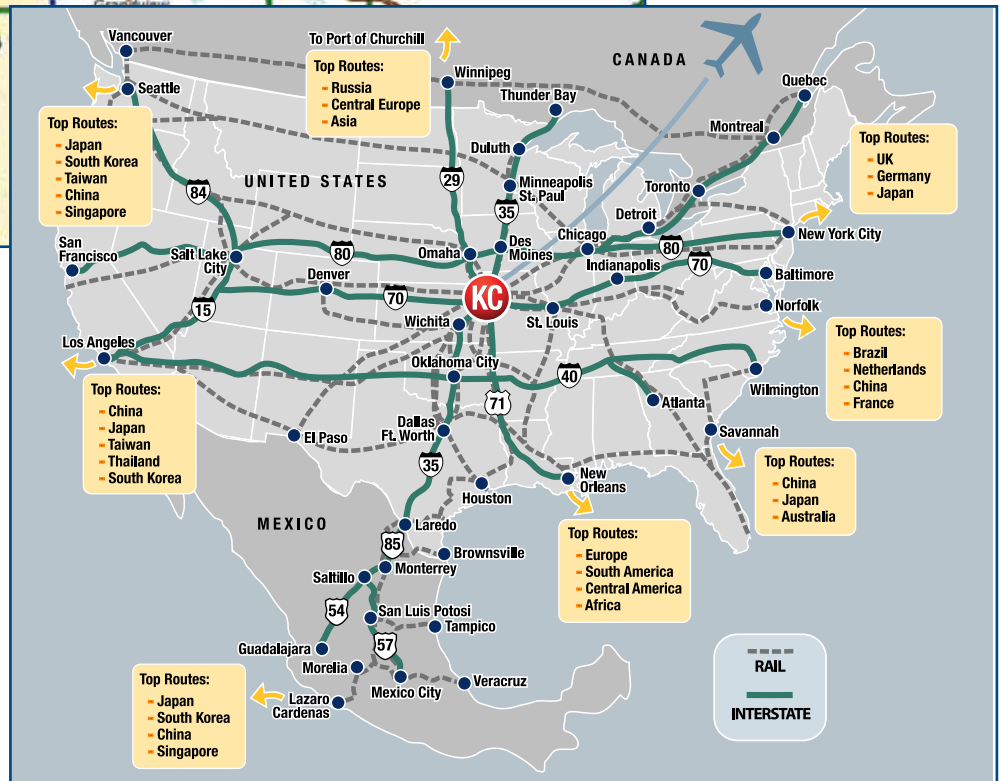 Vancouver
Seattle
Top Routes:
- Japan
- South Korea
- Taiwan
- China
- Singapore
To Port of Churchill
Top Routes:
- Russia
- Central Europe
- Asia
Winnipeg
Thunder Bay
CANADA
Quebec
Montreal
Top Routes:
- UK
- Germany
- Japan
Duluth
Minneapolis
St. Paul
Toronto
Detroit
Chicago
New York City
UNITED STATES
84
29
35
80
80
San
Francisco
Salt Lake
City
Omaha
Des
Moines
Indianapolis
70
Baltimore
Denver
70
KC
St. Louis
Norfolk
15
Wichita
Los Angeles
Oklahoma City
40
Wilmington
Top Routes:
- Brazil
- Netherlands
- China
- France
Top Routes:
- China
- Japan
- Taiwan
- Thailand
- South Korea
El Paso
Dallas
Ft. Worth
71
Atlanta
Savannah
Top Routes:
- China
- Japan
- Australia
35
Houston
New
Orleans
Top Routes:
- Europe
- South America
- Central America
- Africa
MEXICO
Laredo
85
Brownsville
Monterrey
Saltillo
54
San Luis Potosi
Tampico
57
Guadalajara
Morelia
Mexico City
Veracruz
Lazaro
Cardenas
Top Routes:
- Japan
- South Korea
- China
- Singapore
RAIL
INTERSTATE